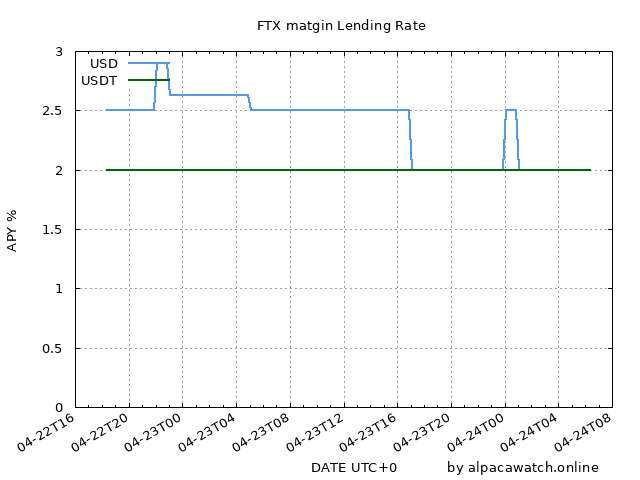 FTX matgin Lending Rate
3
USD
USDT
2.5
2
1.5
APY %
1
0.5
0
04-22T16 04-22T20 04-23T00 04-23T04 04-23T08 04-23T12 04-23T16 04-23T20 04-24T00 04-24T04 04-24T08
DATE UTC+0 by alpacawatch.online